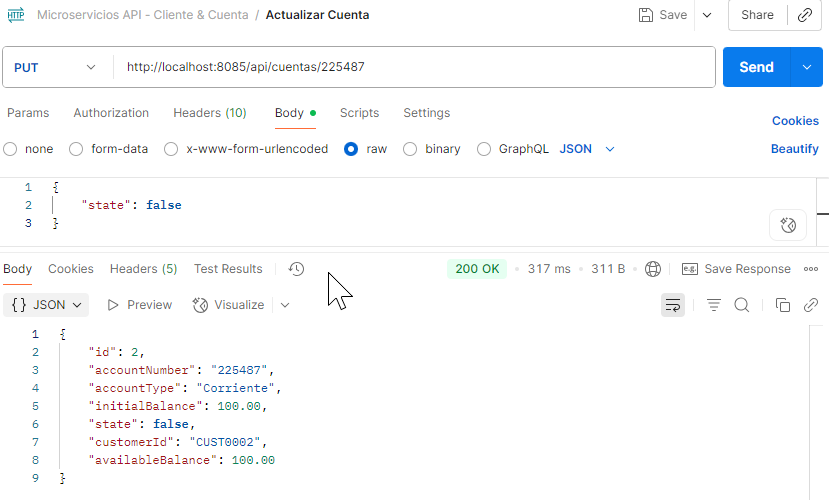 HTTP Microservicios API - Cliente & Cuenta / Actualizar Cuenta Save Share
PUT http://localhost:8085/api/cuentas/225487 Send
Params Authorization Headers (10) Body Scripts Settings Cookies
none form-data x-www-form-urlencoded raw binary GraphQL JSON Beautify
1 {
2 "state": false
3 }
Body Cookies Headers (5) Test Results 200 OK 317 ms 311 B e.g. Save Response
{} JSON Preview Visualize
1 {
2 "id": 2,
3 "accountNumber": "225487",
4 "accountType": "Corriente",
5 "initialBalance": 100.00,
6 "state": false,
7 "customerId": "CUST0002",
8 "availableBalance": 100.00
9 }